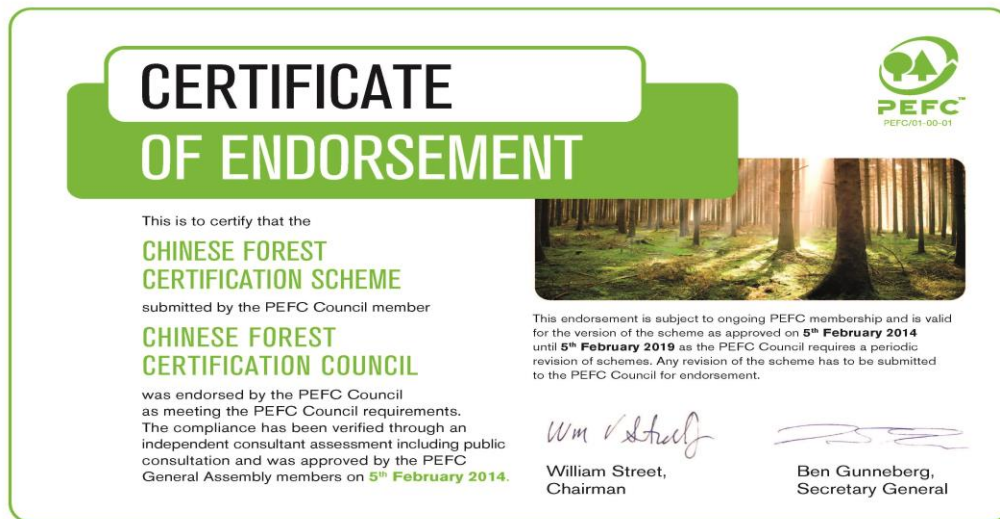 CERTIFICATE
OF ENDORSEMENT
PEFC™
PEFC/01-00-01
This is to certify that the
CHINESE FOREST
CERTIFICATION SCHEME
submitted by the PEFC Council member
CHINESE FOREST
CERTIFICATION COUNCIL
was endorsed by the PEFC Council
as meeting the PEFC Council requirements.
The compliance has been verified through an
independent consultant assessment including public
consultation and was approved by the PEFC
General Assembly members on 5th February 2014.
This endorsement is subject to ongoing PEFC membership and is valid
for the version of the scheme as approved on 5th February 2014
until 5th February 2019 as the PEFC Council requires a periodic
revision of schemes. Any revision of the scheme has to be submitted
to the PEFC Council for endorsement.
William Street,
Chairman
Ben Gunneberg,
Secretary General